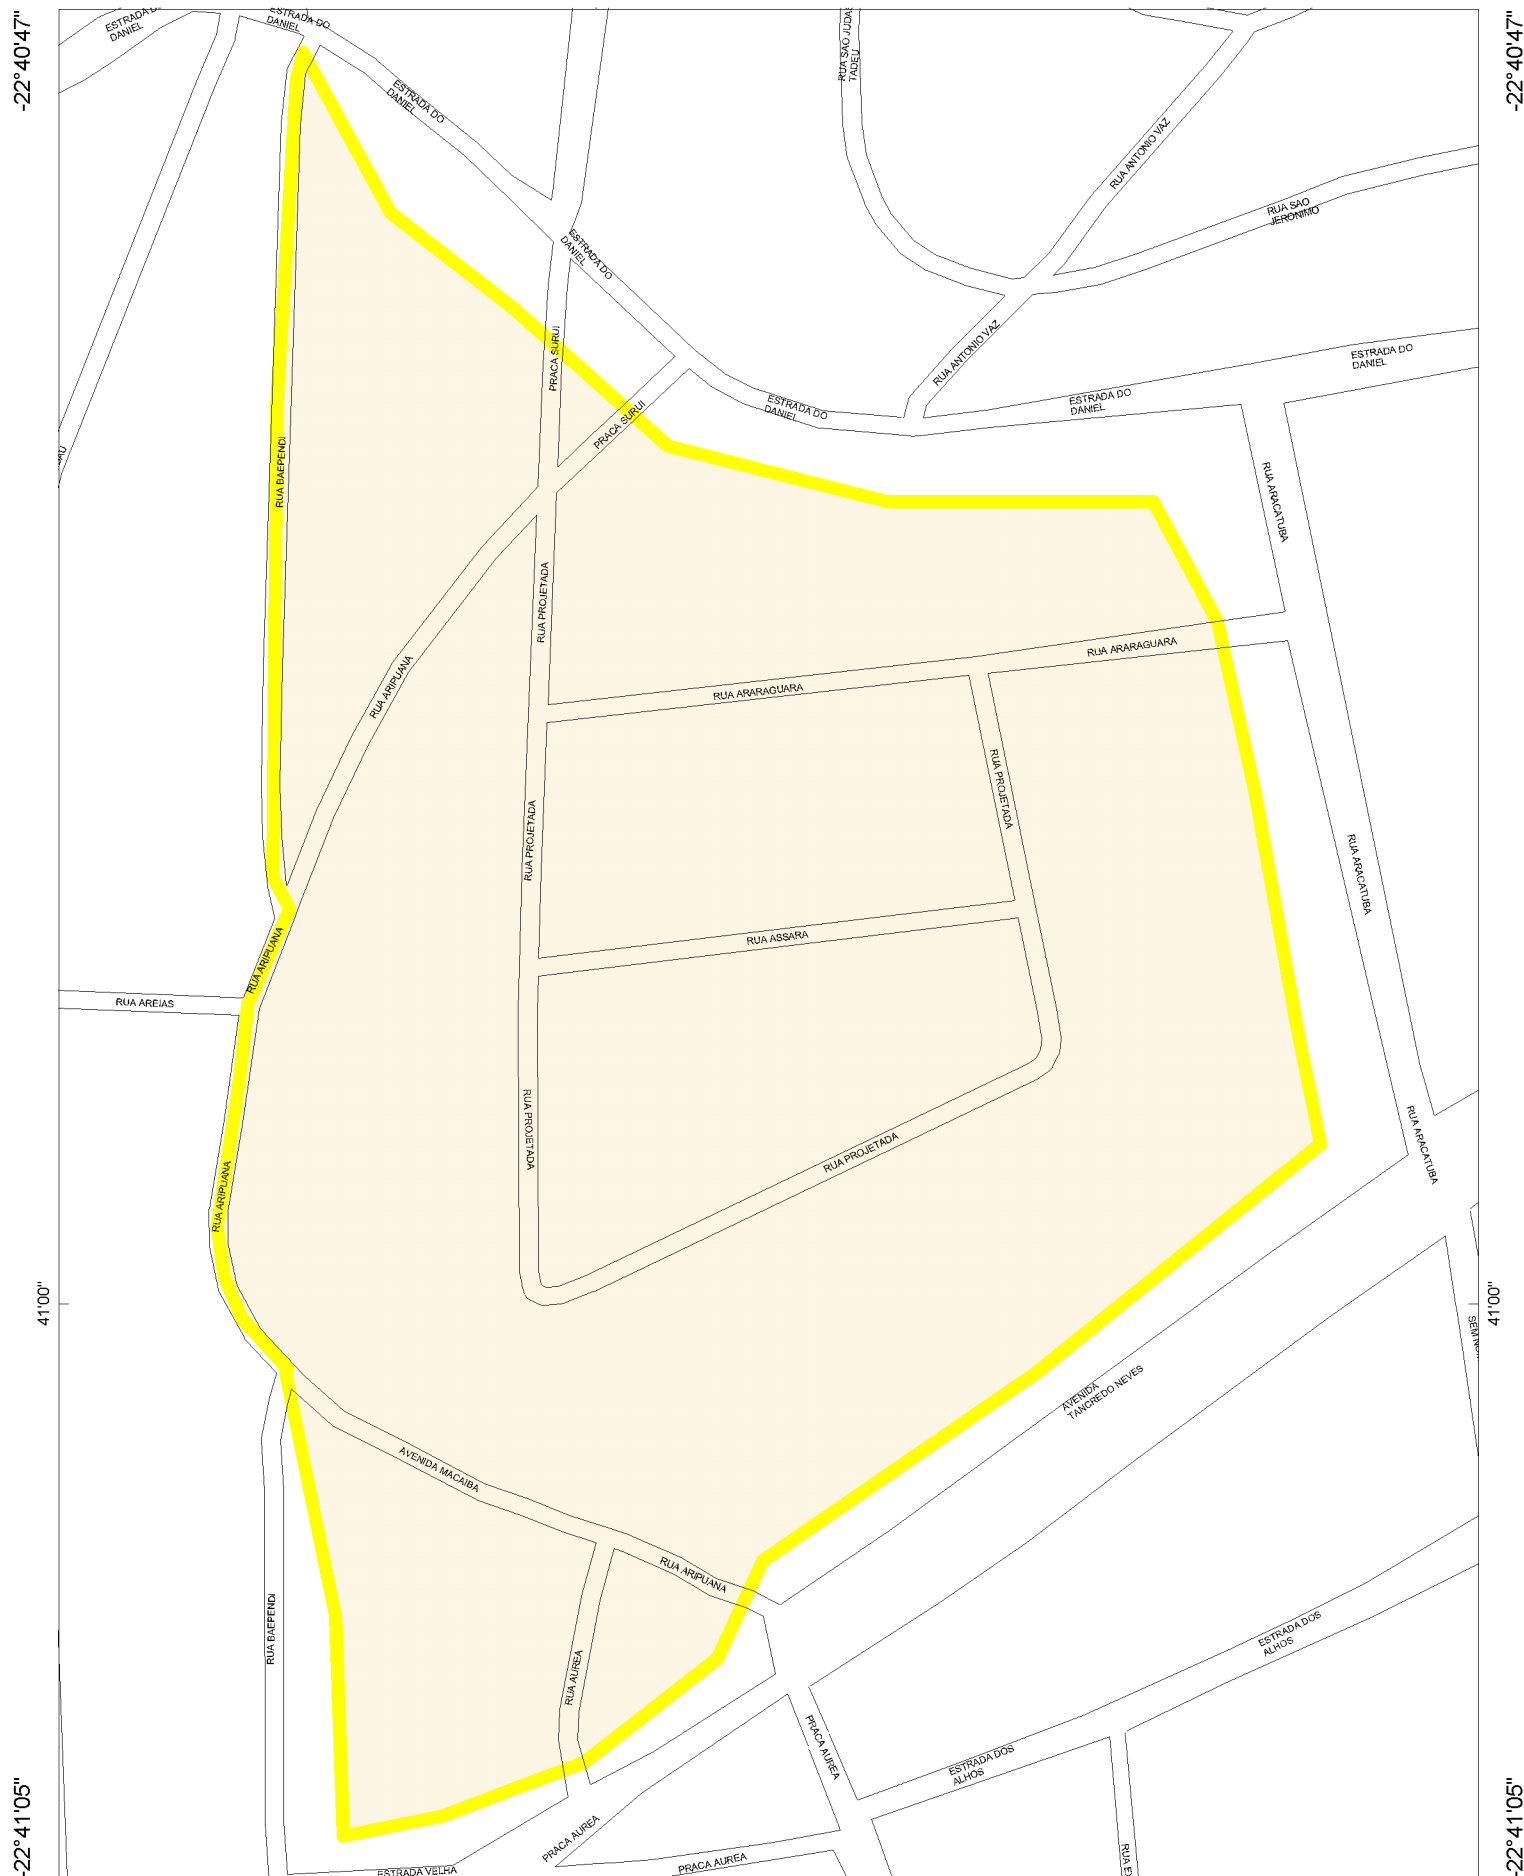 -22°40'47"
-22°40'47"
ESTRADA
DANIEL
ESTRADA DO
DANIEL
RUA SAO JUDAS
TADEU
ESTRADA DO
DANIEL
RUA ANTONIO VAZ
RUA SAO
JERONIMO
ESTRADA DO
DANIEL
PRACA SURUI
RUA ANTONIO VAZ
ESTRADA DO
DANIEL
ESTRADA DO
DANIEL
ESTRADA DO
DANIEL
PRACA SURUI
RUA BAEPENDI
RUA ARACATUBA
RUA PROJETADA
RUA ARARAGUARA
RUA ARIPUANA
RUA ARARAGUARA
RUA PROJETADA
RUA PROJETADA
RUA ARACATUBA
RUA ASSARA
RUA ARIPUANA
RUA AREIAS
RUA PROJETADA
RUA PROJETADA
RUA ARACATUBA
RUA ARIPUANA
41'00"
41'00"
AVENIDA
TANCREDO NEVES
AVENIDA MACAIBA
RUA ARIPUANA
RUA BAEPENDI
RUA AUREA
ESTRADA DOS
ALHOS
PRACA AUREA
ESTRADA DOS
ALHOS
PRACA AUREA
PRACA AUREA
ESTRADA VELHA
RUA
-22°41'05"
-22°41'05"